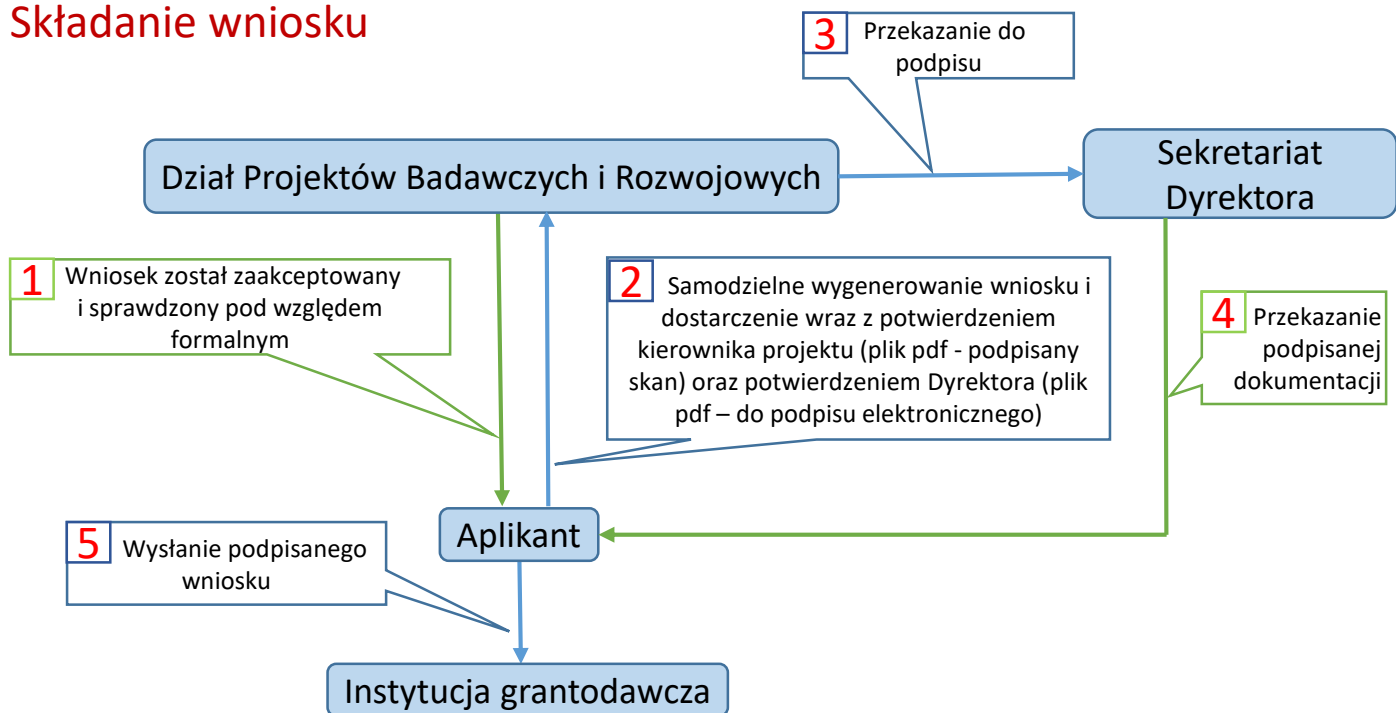 Składanie wniosku
3 Przekazanie do
podpisu
Dział Projektów Badawczych i Rozwojowych
Sekretariat
Dyrektora
1 Wniosek został zaakceptowany
i sprawdzony pod względem
formalnym
2 Samodzielne wygenerowanie wniosku i
dostarczenie wraz z potwierdzeniem
kierownika projektu (plik pdf - podpisany
skan) oraz potwierdzeniem Dyrektora (plik
pdf – do podpisu elektronicznego)
4 Przekazanie
podpisanej
dokumentacji
Aplikant
5 Wysłanie podpisanego
wniosku
Instytucja grantodawcza